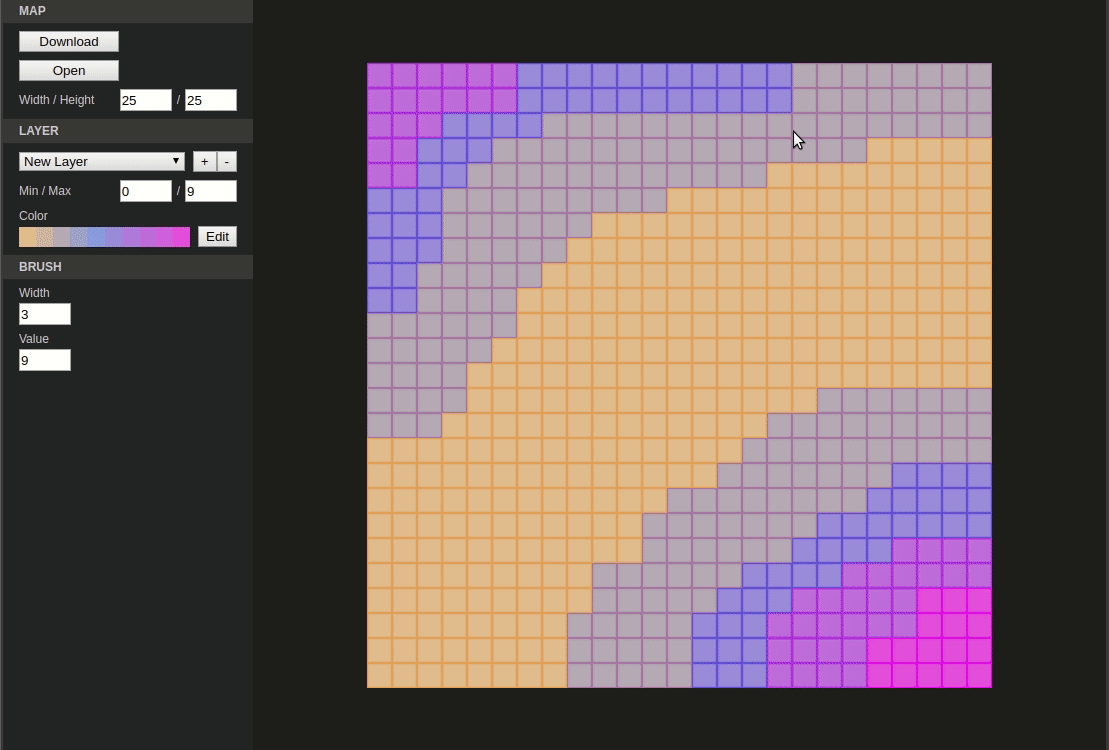 MAP
Download
Open
Width / Height 25 / 25
LAYER
New Layer + -
Min / Max 0 / 9
Color
Edit
BRUSH
Width
3
Value
9